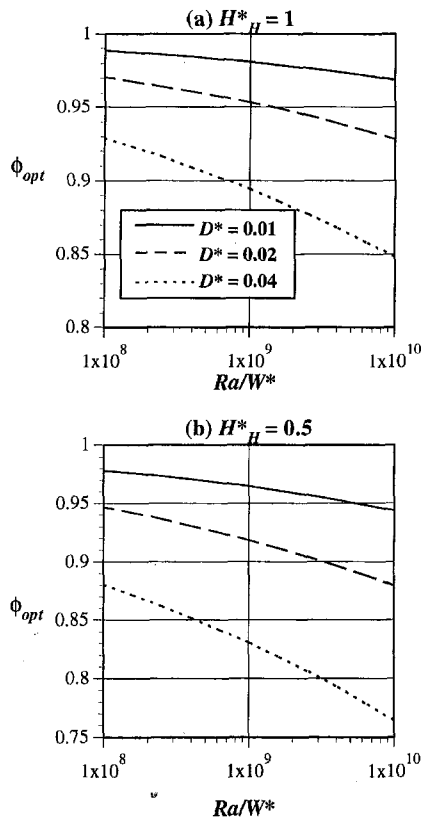 (a) H*H = 1
1
0.95
ϕopt
0.9
D* = 0.01
D* = 0.02
0.85
D* = 0.04
0.8
1x10^8
1x10^9
1x10^10
Ra/W*
(b) H*H = 0.5
1
0.95
0.9
ϕopt
0.85
0.8
0.75
1x10^8
1x10^9
1x10^10
Ra/W*